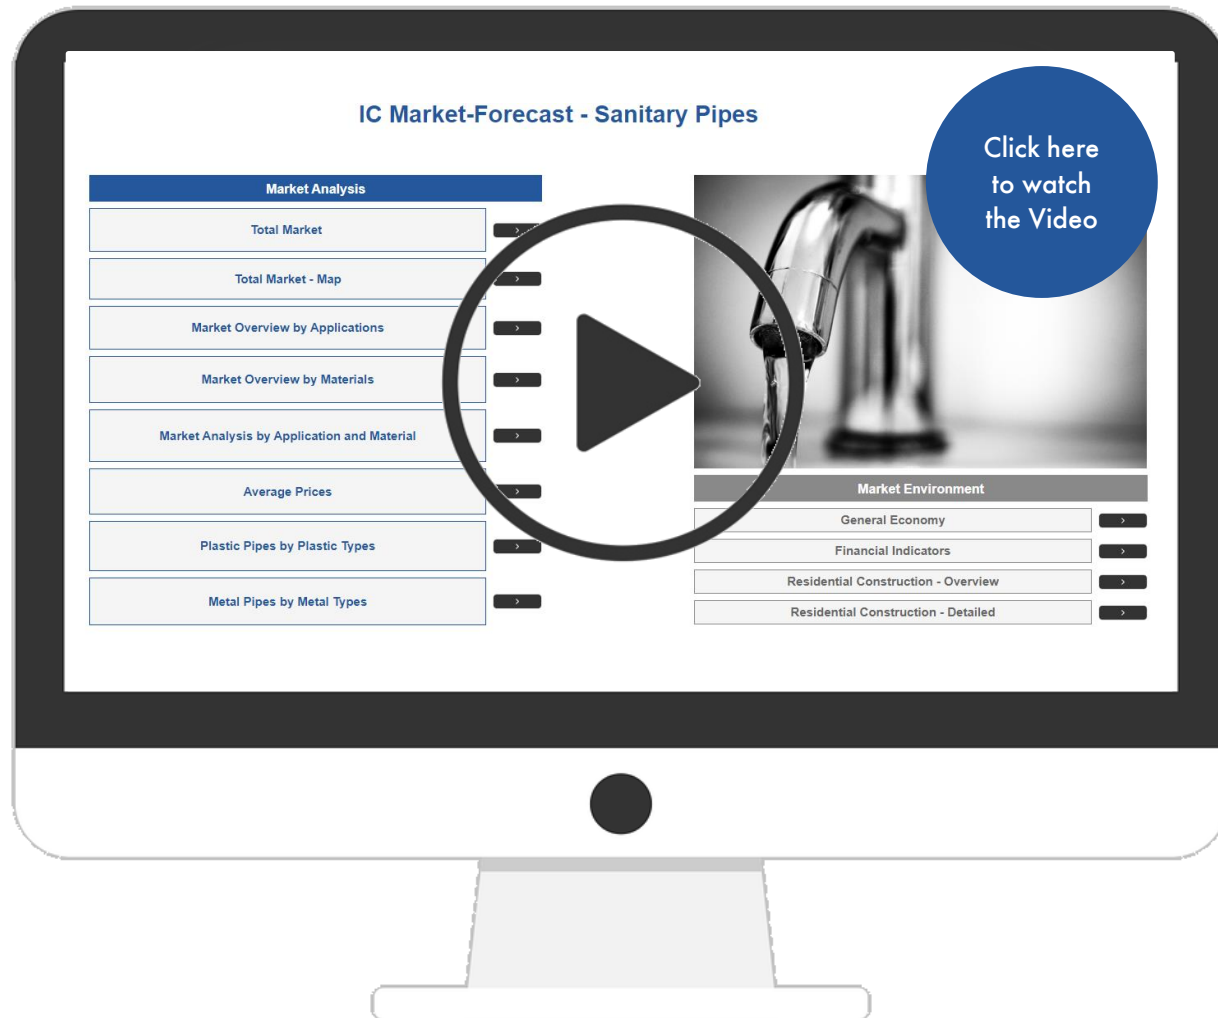 IC Market-Forecast - Sanitary Pipes
Click here
to watch
the Video
Market Analysis
Total Market
Total Market - Map
Market Overview by Applications
Market Overview by Materials
Market Analysis by Application and Material
Average Prices
Plastic Pipes by Plastic Types
Metal Pipes by Metal Types
Market Environment
General Economy
Financial Indicators
Residential Construction - Overview
Residential Construction - Detailed